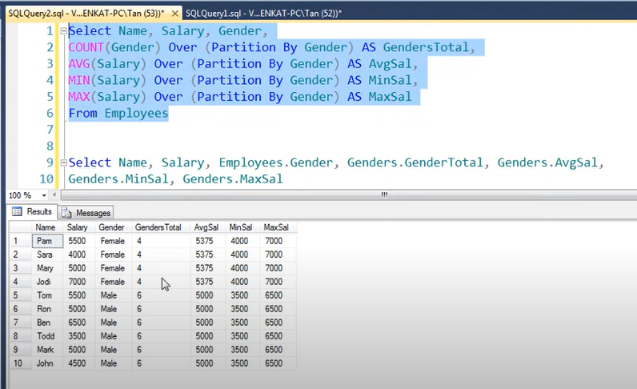 SQLQuery2.sql - V...ENKAT-PC\Tan (53))* × SQLQuery1.sql - V...ENKAT-PC\Tan (52))*
1 Select Name, Salary, Gender,
2 COUNT(Gender) Over (Partition By Gender) AS GendersTotal,
3 AVG(Salary) Over (Partition By Gender) AS AvgSal,
4 MIN(Salary) Over (Partition By Gender) AS MinSal,
5 MAX(Salary) Over (Partition By Gender) AS MaxSal
6 From Employees
7
8
9 Select Name, Salary, Employees.Gender, Genders.GenderTotal, Genders.AvgSal,
10 Genders.MinSal, Genders.MaxSal
100 %
Results Messages
Name Salary Gender GendersTotal AvgSal MinSal MaxSal
1 Pam 5500 Female 4 5375 4000 7000
2 Sara 4000 Female 4 5375 4000 7000
3 Mary 5000 Female 4 5375 4000 7000
4 Jodi 7000 Female 4 5375 4000 7000
5 Tom 5500 Male 6 5000 3500 6500
6 Ron 5000 Male 6 5000 3500 6500
7 Ben 6500 Male 6 5000 3500 6500
8 Todd 3500 Male 6 5000 3500 6500
9 Mark 5000 Male 6 5000 3500 6500
10 John 4500 Male 6 5000 3500 6500